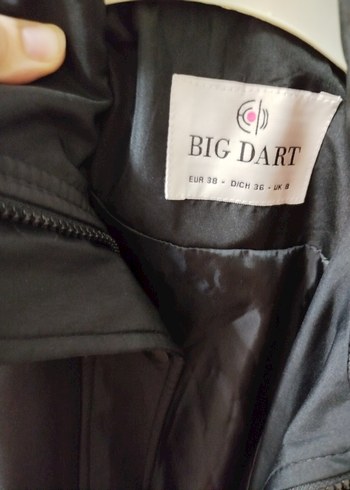 BIG DART
EUR 38 - D/CH 36 - UK 8